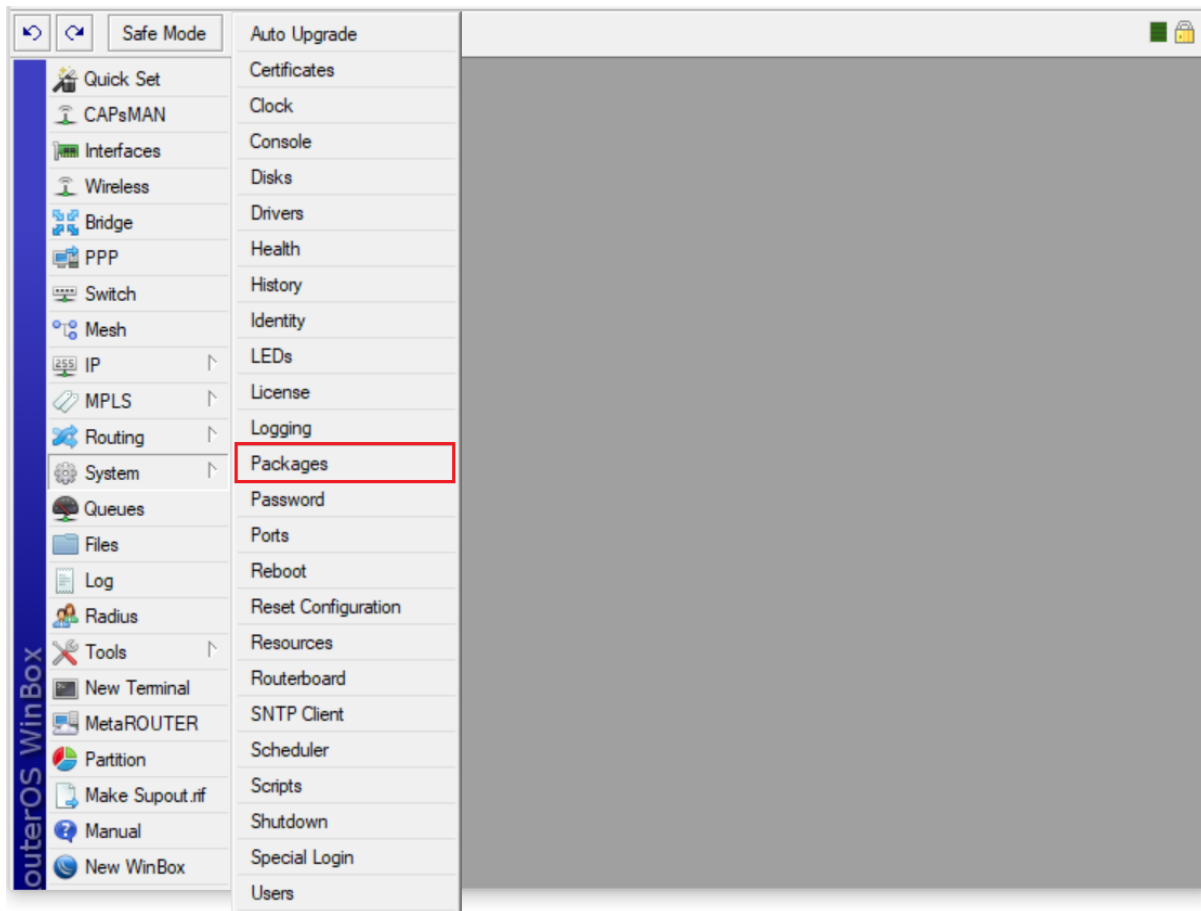 Safe Mode
Quick Set
CAPsMAN
Interfaces
Wireless
Bridge
PPP
Switch
Mesh
255 IP
MPLS
Routing
System
Queues
Files
Log
Radius
Tools
New Terminal
MetaROUTER
Partition
Make Supout.rif
Manual
New WinBox
outerOS WinBox
Auto Upgrade
Certificates
Clock
Console
Disks
Drivers
Health
History
Identity
LEDs
License
Logging
Packages
Password
Ports
Reboot
Reset Configuration
Resources
Routerboard
SNTP Client
Scheduler
Scripts
Shutdown
Special Login
Users